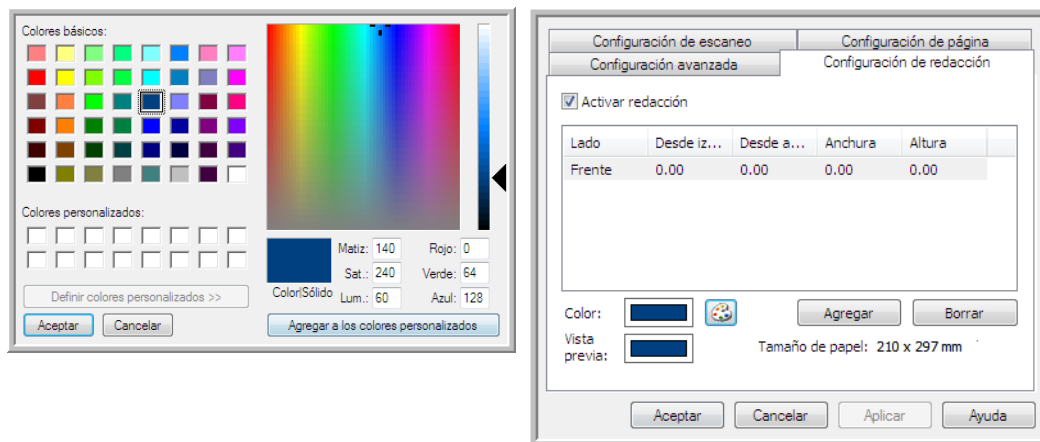 Colores básicos:
Colores personalizados:
Definir colores personalizados >>
Aceptar Cancelar
Color|Sólido
Matiz: 140 Rojo: 0
Sat.: 240 Verde: 64
Lum.: 60 Azul: 128
Agregar a los colores personalizados
Configuración de escaneo Configuración de página
Configuración avanzada Configuración de redacción
Activar redacción
Lado Desde iz... Desde a... Anchura Altura
Frente 0.00 0.00 0.00 0.00
Color: Agregar Borrar
Vista previa: Tamaño de papel: 210 x 297 mm
Aceptar Cancelar Aplicar Ayuda